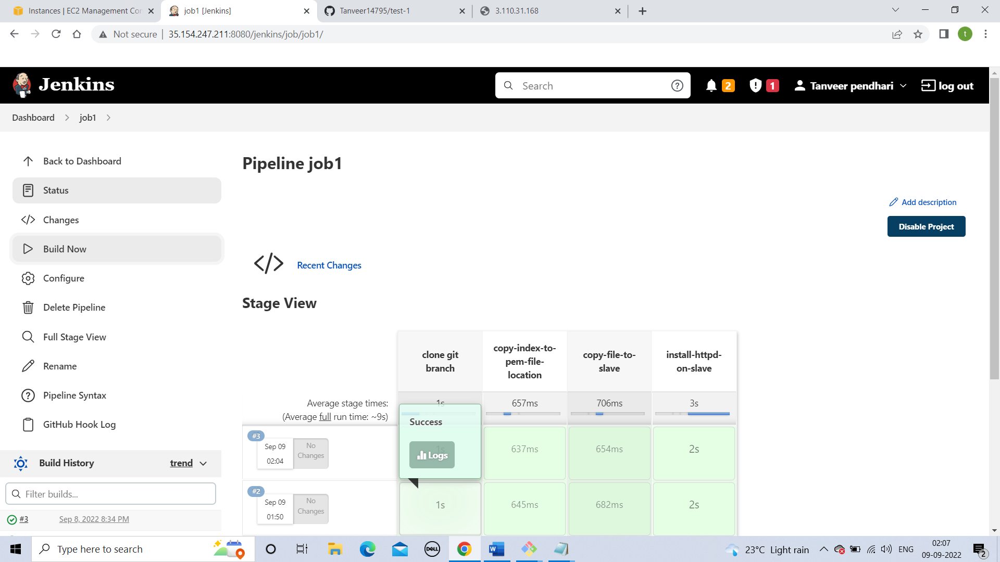 Instances | EC2 Management Con
job1 [Jenkins]
Tanveer14795/test-1
3.110.31.168
Not secure
35.154.247.211:8080/jenkins/job/job1/
t
Jenkins
Search
2
1
Tanveer pendhari
log out
Dashboard
job1
Back to Dashboard
Status
Changes
Build Now
Configure
Delete Pipeline
Full Stage View
Rename
Pipeline Syntax
GitHub Hook Log
Build History
trend
Filter builds...
#3
Sep 8, 2022 8:34 PM
Pipeline job1
Add description
Disable Project
Recent Changes
Stage View
clone git
branch
copy-index-to-
pem-file-
location
copy-file-to-
slave
install-httpd-
on-slave
Average stage times:
(Average full run time: ~9s)
1s
657ms
706ms
3s
Success
Logs
#3
Sep 09
02:04
No
Changes
1s
637ms
654ms
2s
#2
Sep 09
01:50
No
Changes
1s
645ms
682ms
2s
Type here to search
DELL
W
23°C Light rain
ENG
02:07
09-09-2022
2